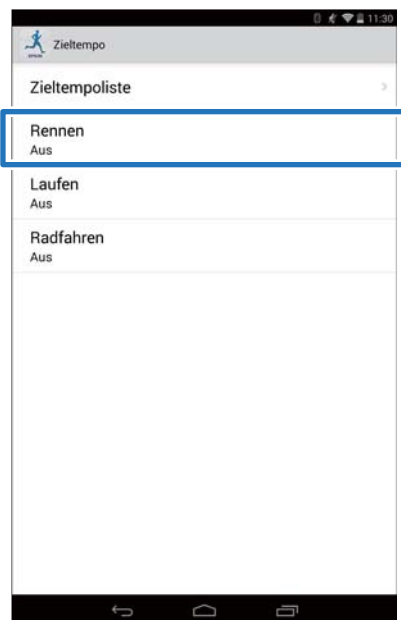 11:30
Zieltempo
Zieltempoliste
Rennen
Aus
Laufen
Aus
Radfahren
Aus